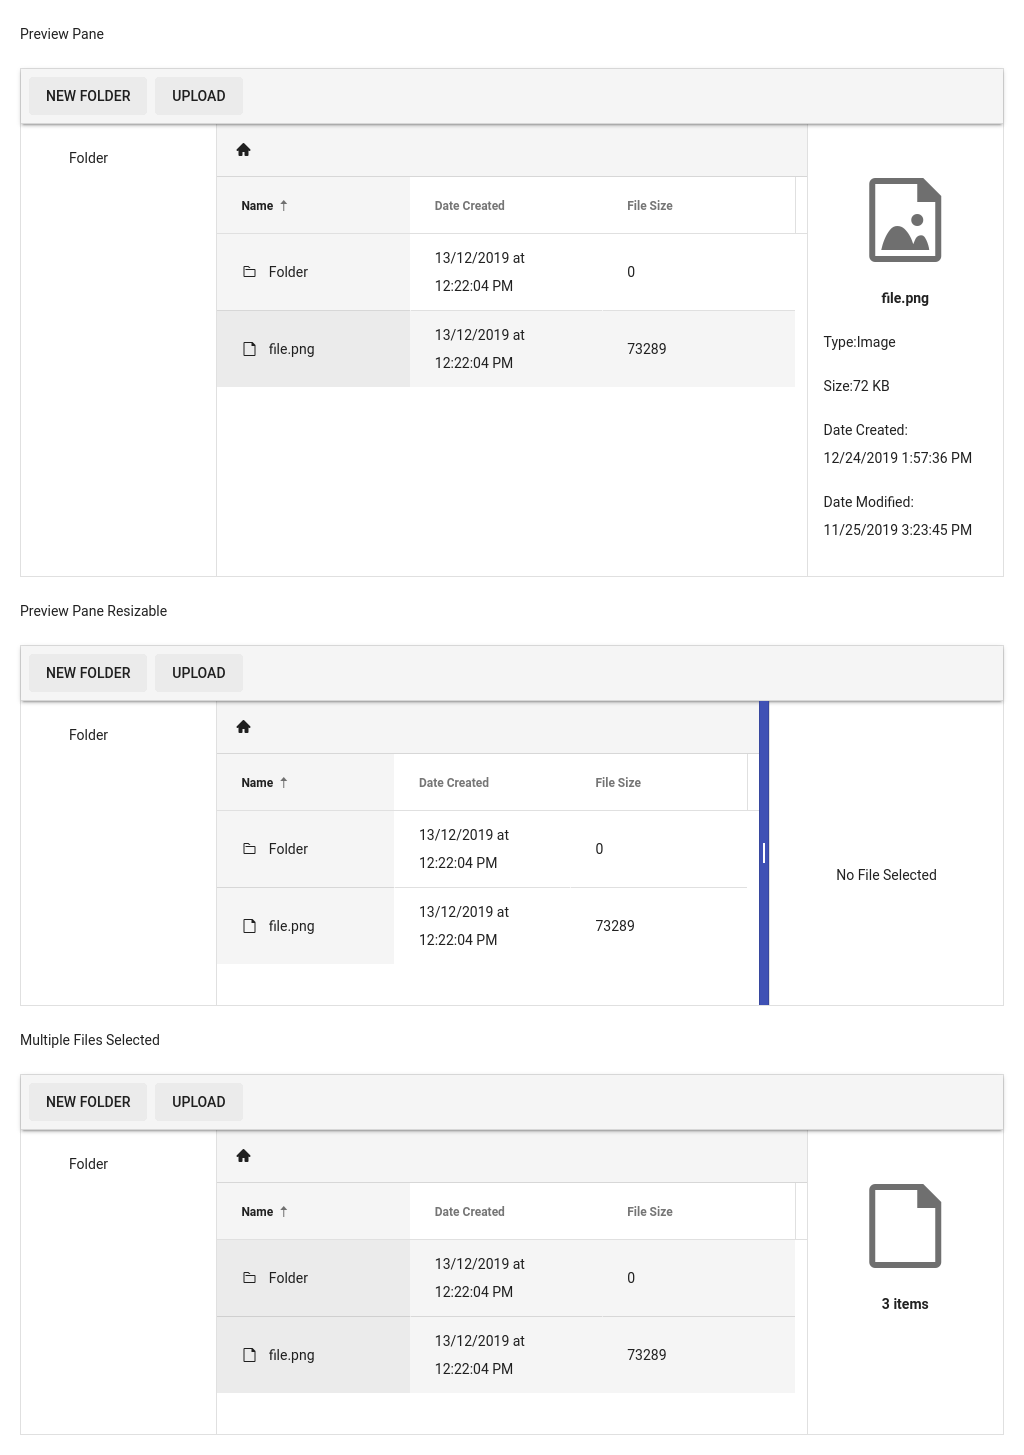 Preview Pane
NEW FOLDER UPLOAD
Folder
Name Date Created File Size
Folder 13/12/2019 at 12:22:04 PM 0
file.png 13/12/2019 at 12:22:04 PM 73289
file.png
Type:Image
Size:72 KB
Date Created:
12/24/2019 1:57:36 PM
Date Modified:
11/25/2019 3:23:45 PM
Preview Pane Resizable
NEW FOLDER UPLOAD
Folder
Name Date Created File Size
Folder 13/12/2019 at 12:22:04 PM 0
file.png 13/12/2019 at 12:22:04 PM 73289
No File Selected
Multiple Files Selected
NEW FOLDER UPLOAD
Folder
Name Date Created File Size
Folder 13/12/2019 at 12:22:04 PM 0
file.png 13/12/2019 at 12:22:04 PM 73289
3 items